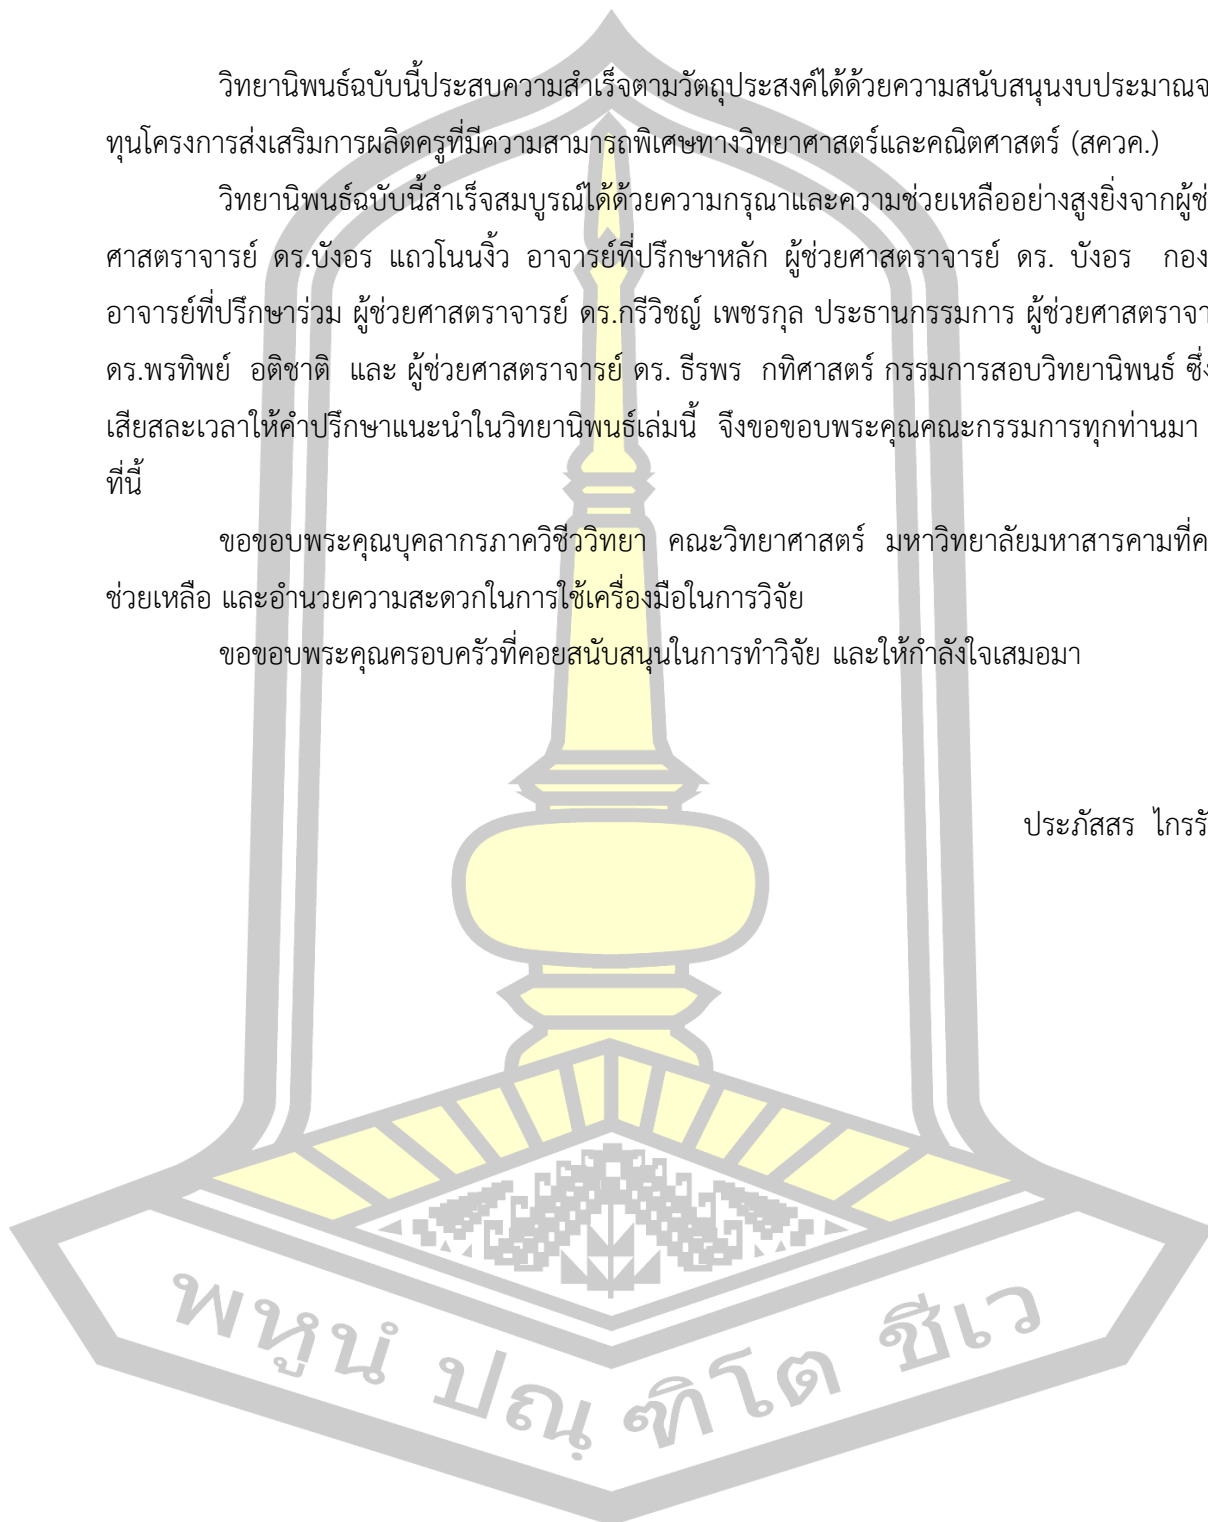 วิทยานิพนธ์ฉบับนี้ประสบความสำเร็จตามวัตถุประสงค์ได้ด้วยความสนับสนุนงบประมาณจ
ทุนโครงการส่งเสริมการผลิตครูที่มีความสามารถพิเศษทางวิทยาศาสตร์และคณิตศาสตร์ (สควค.)
วิทยานิพนธ์ฉบับนี้สำเร็จสมบูรณ์ได้ด้วยความกรุณาและความช่วยเหลืออย่างสูงยิ่งจากผู้ช่
ศาสตราจารย์ ดร.บังอร แถวโนนงิ้ว อาจารย์ที่ปรึกษาหลัก ผู้ช่วยศาสตราจารย์ ดร. บังอร กอง
อาจารย์ที่ปรึกษาร่วม ผู้ช่วยศาสตราจารย์ ดร.กรีวิชญ์ เพชรกุล ประธานกรรมการ ผู้ช่วยศาสตราจา
ดร.พรทิพย์ อติชาติ และ ผู้ช่วยศาสตราจารย์ ดร. ธีรพร กทิศาสตร์ กรรมการสอบวิทยานิพนธ์ ซึ่
เสียสละเวลาให้คำปรึกษาแนะนำในวิทยานิพนธ์เล่มนี้ จึงขอขอบพระคุณคณะกรรมการทุกท่านมา
ที่นี้
ขอขอบพระคุณบุคลากรภาควิชีววิทยา คณะวิทยาศาสตร์ มหาวิทยาลัยมหาสารคามที่ค
ช่วยเหลือ และอำนวยความสะดวกในการใช้เครื่องมือในการวิจัย
ขอขอบพระคุณครอบครัวที่คอยสนับสนุนในการทำวิจัย และให้กำลังใจเสมอมา
ประภัสสร ไกรรั
พหูนํ ปณฺฑิโต ชีเว